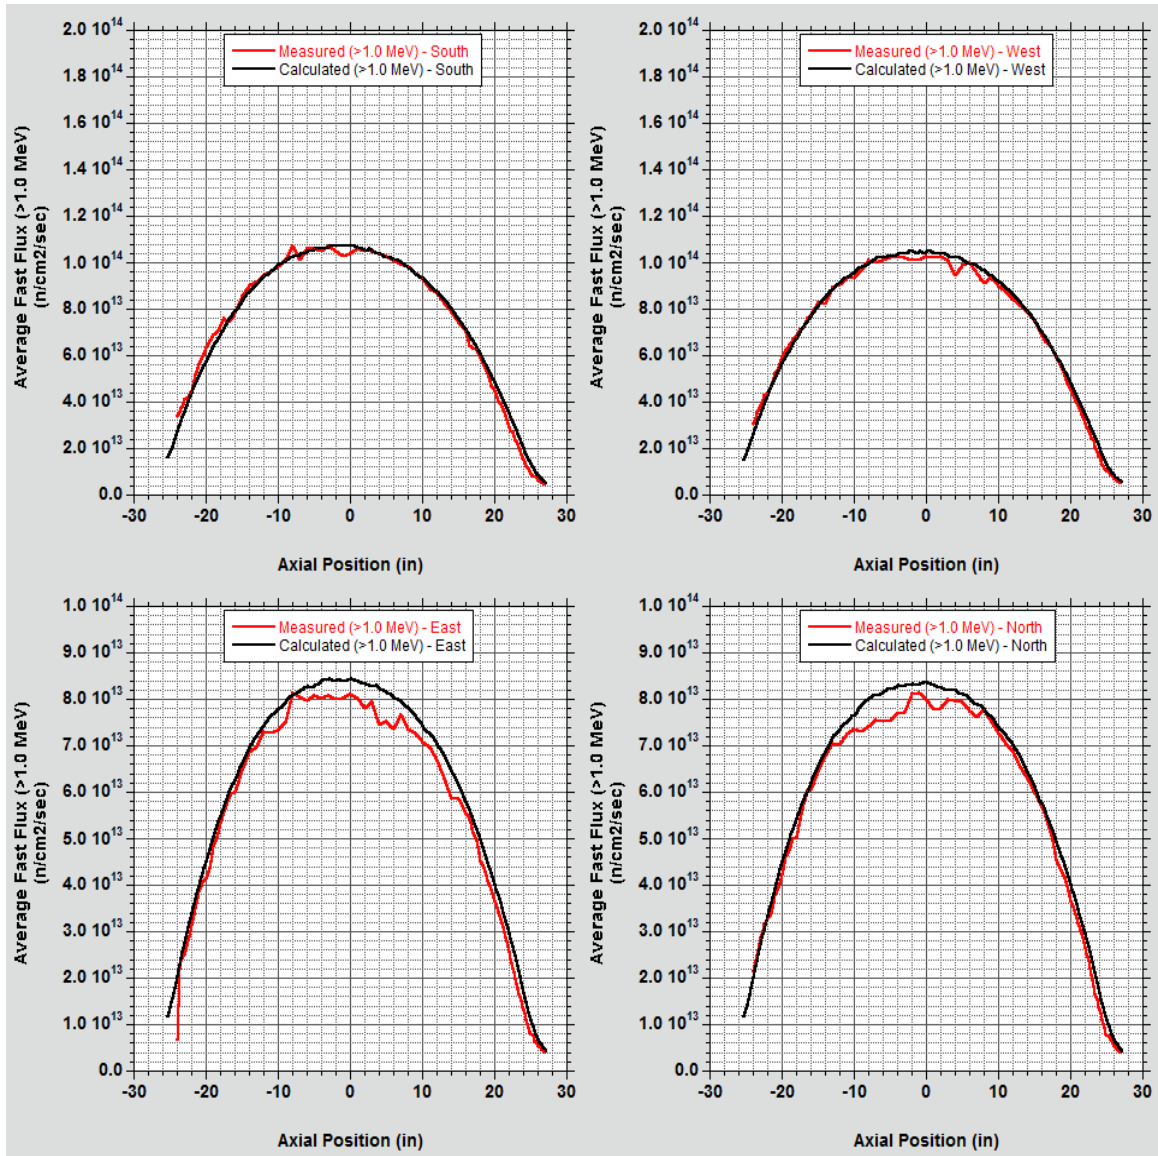 2.0 10^14
1.8 10^14
1.6 10^14
1.4 10^14
1.2 10^14
1.0 10^14
8.0 10^13
6.0 10^13
4.0 10^13
2.0 10^13
0.0
Average Fast Flux (>1.0 MeV)
(n/cm2/sec)
Measured (>1.0 MeV) - South
Calculated (>1.0 MeV) - South
-30 -20 -10 0 10 20 30
Axial Position (in)
2.0 10^14
1.8 10^14
1.6 10^14
1.4 10^14
1.2 10^14
1.0 10^14
8.0 10^13
6.0 10^13
4.0 10^13
2.0 10^13
0.0
Average Fast Flux (>1.0 MeV)
(n/cm2/sec)
Measured (>1.0 MeV) - West
Calculated (>1.0 MeV) - West
-30 -20 -10 0 10 20 30
Axial Position (in)
1.0 10^14
9.0 10^13
8.0 10^13
7.0 10^13
6.0 10^13
5.0 10^13
4.0 10^13
3.0 10^13
2.0 10^13
1.0 10^13
0.0
Average Fast Flux (>1.0 MeV)
(n/cm2/sec)
Measured (>1.0 MeV) - East
Calculated (>1.0 MeV) - East
-30 -20 -10 0 10 20 30
Axial Position (in)
1.0 10^14
9.0 10^13
8.0 10^13
7.0 10^13
6.0 10^13
5.0 10^13
4.0 10^13
3.0 10^13
2.0 10^13
1.0 10^13
0.0
Average Fast Flux (>1.0 MeV)
(n/cm2/sec)
Measured (>1.0 MeV) - North
Calculated (>1.0 MeV) - North
-30 -20 -10 0 10 20 30
Axial Position (in)